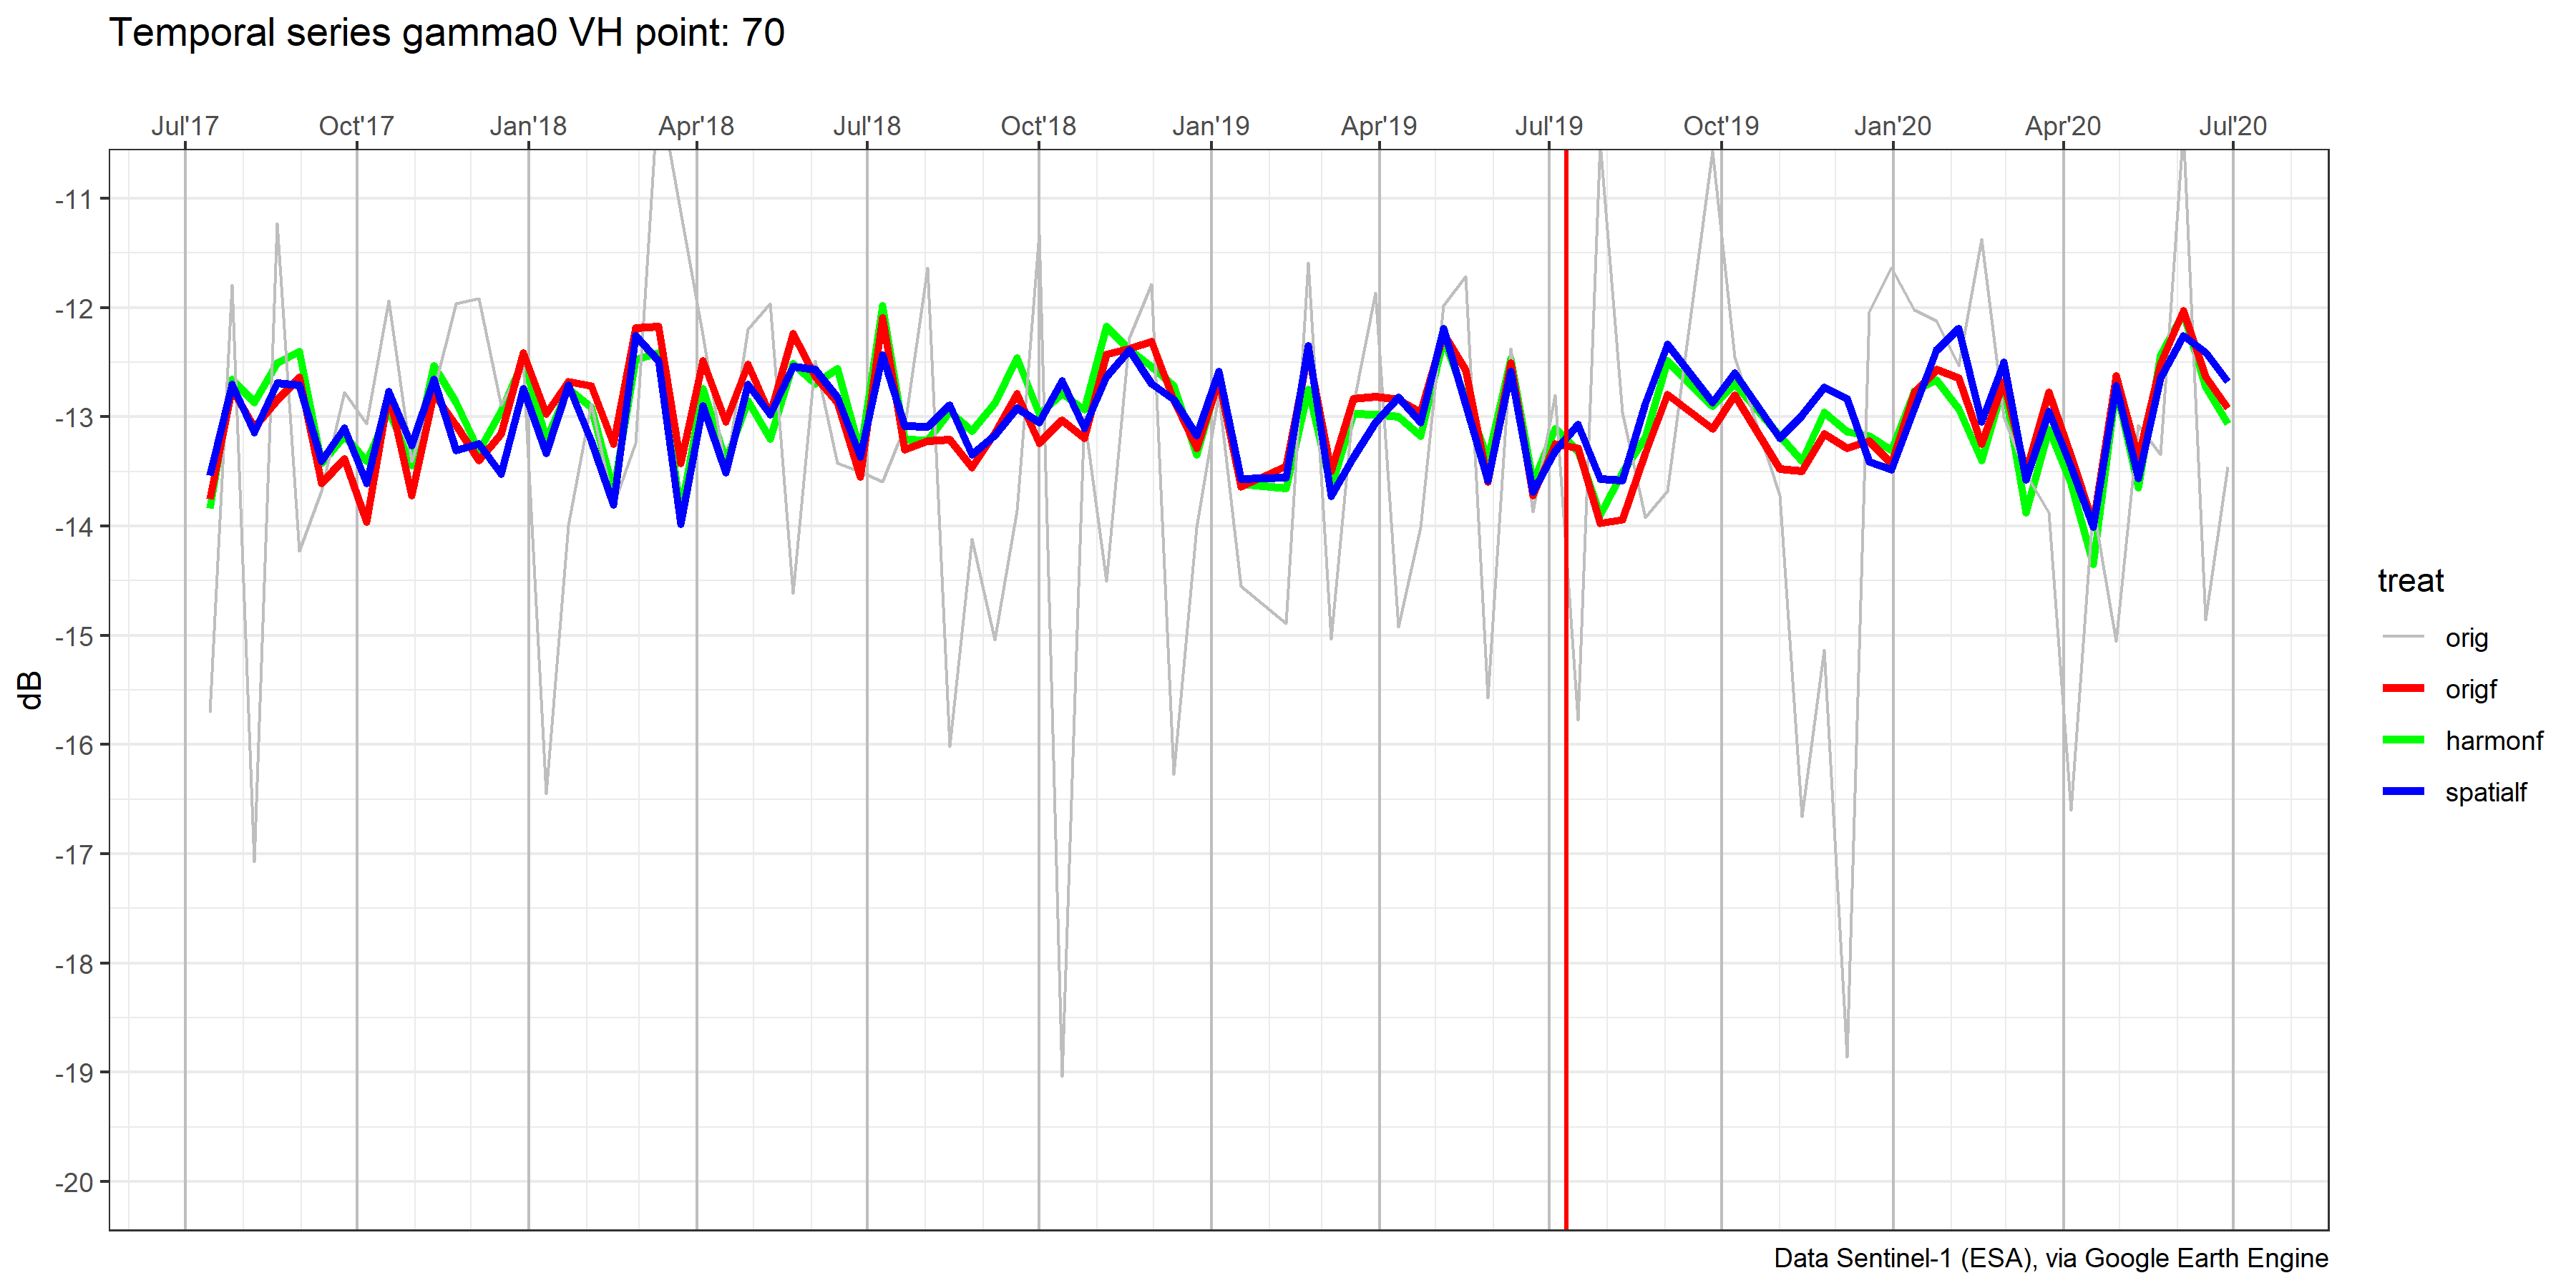 Temporal series gamma0 VH point: 70
Jul'17 Oct'17 Jan'18 Apr'18 Jul'18 Oct'18 Jan'19 Apr'19 Jul'19 Oct'19 Jan'20 Apr'20 Jul'20
-11
-12
-13
-14
-15
-16
-17
-18
-19
-20
dB
treat
orig
origf
harmonf
spatialf
Data Sentinel-1 (ESA), via Google Earth Engine